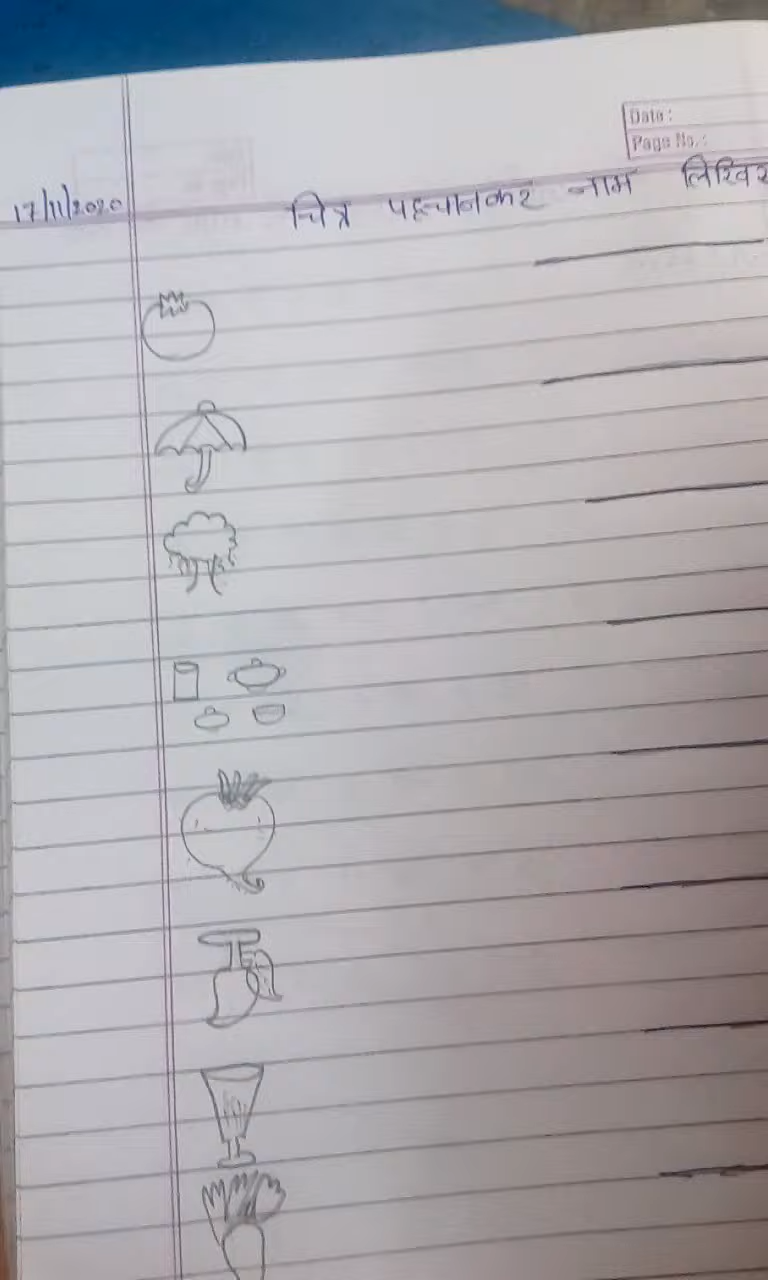 Date :
Page No. :
17/11/2020
चित्र पहचानकर नाम लिखिए